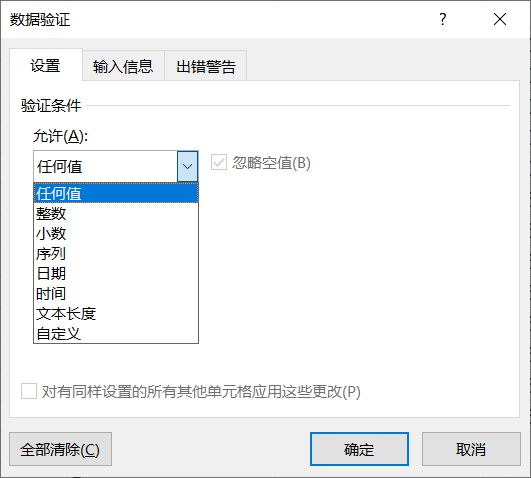 数据验证 ?
设置 输入信息 出错警告
验证条件
允许(A):
任何值 忽略空值(B)
任何值
整数
小数
序列
日期
时间
文本长度
自定义
对有同样设置的所有其他单元格应用这些更改(P)
全部清除(C) 确定 取消